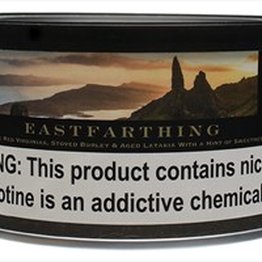 EASTFARTHING
RED VIRGINIAS, STOVED BURLEY & AGED LATAKIA WITH A HINT OF SWEETNESS
NG: This product contains nic
otine is an addictive chemical